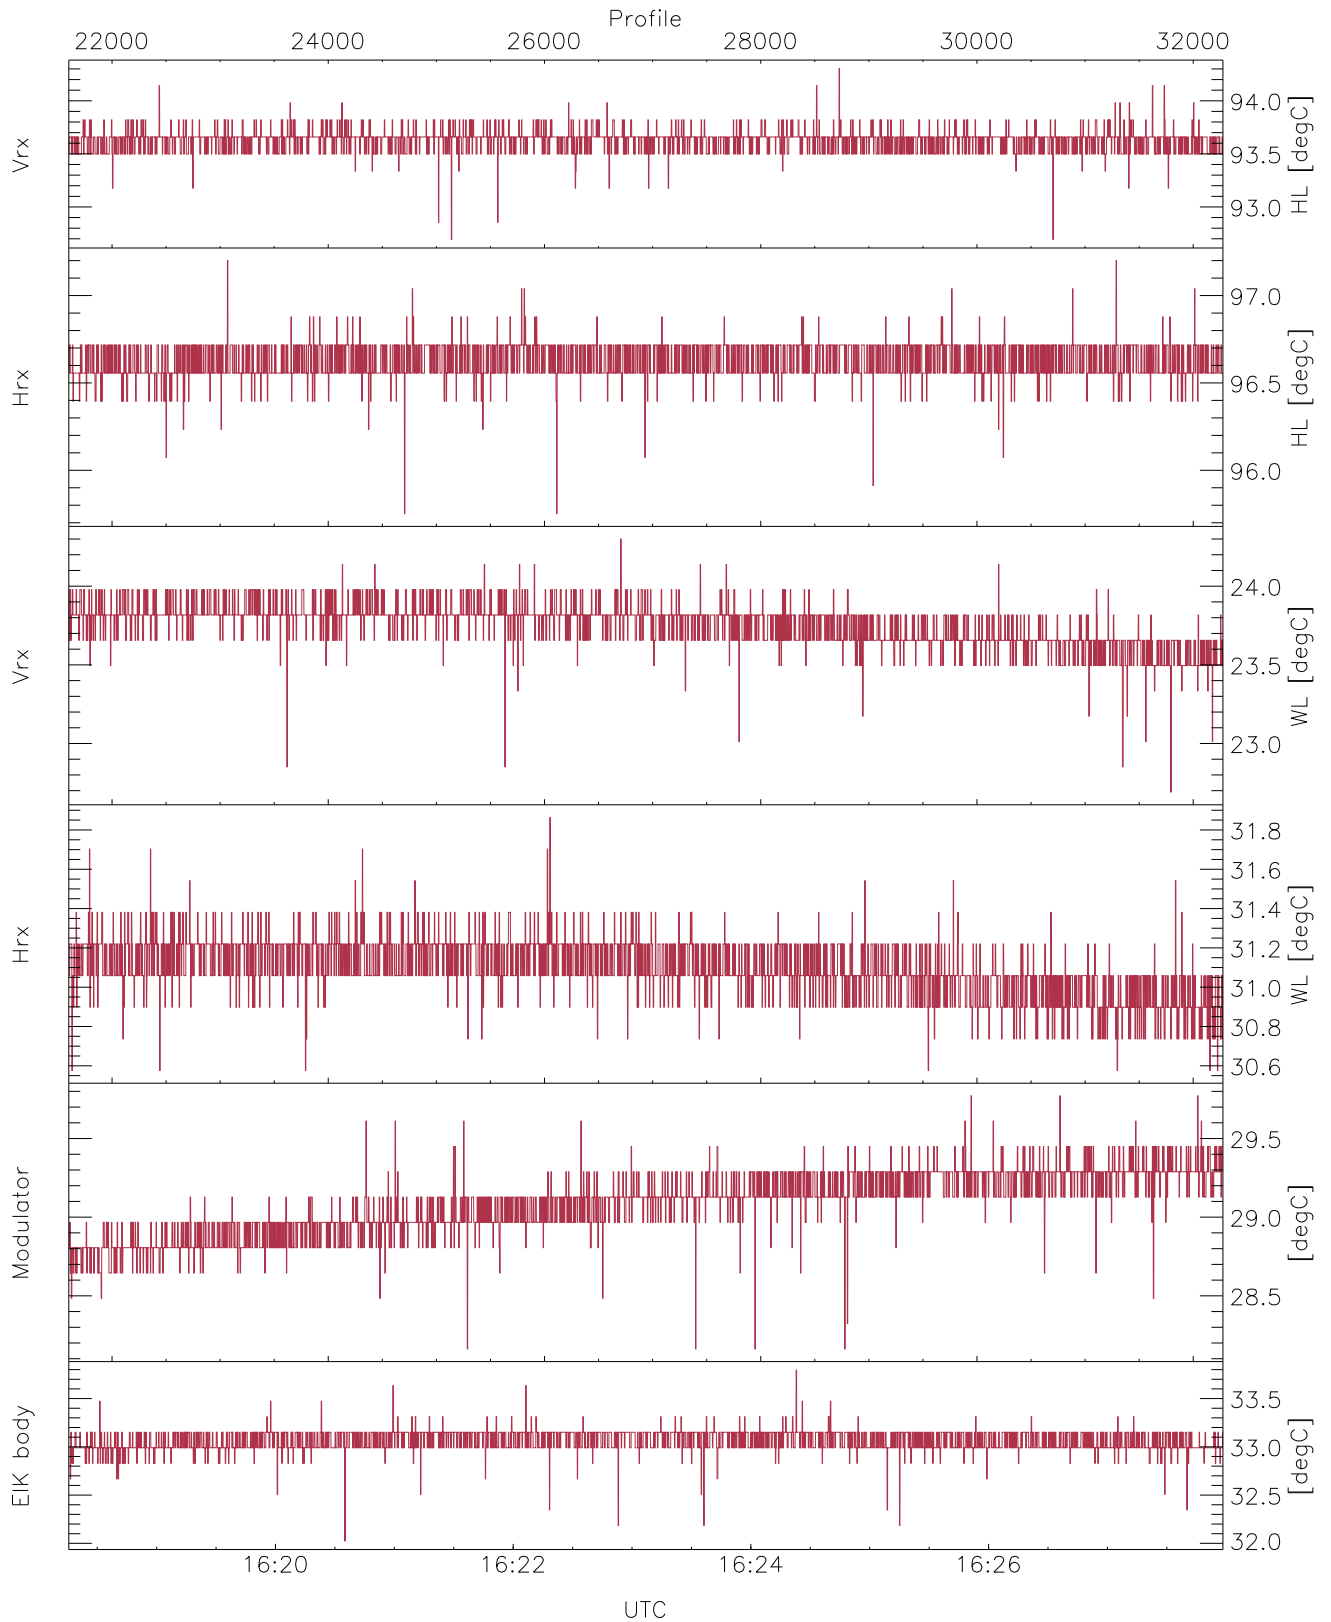 Profile
22000 24000 26000 28000 30000 32000
Vrx
94.0
93.5
93.0
HL [degC]
Hrx
97.0
96.5
96.0
HL [degC]
Vrx
24.0
23.5
23.0
WL [degC]
Hrx
31.8
31.6
31.4
31.2
31.0
30.8
30.6
WL [degC]
Modulator
29.5
29.0
28.5
[degC]
EIK body
33.5
33.0
32.5
32.0
[degC]
16:20 16:22 16:24 16:26
UTC